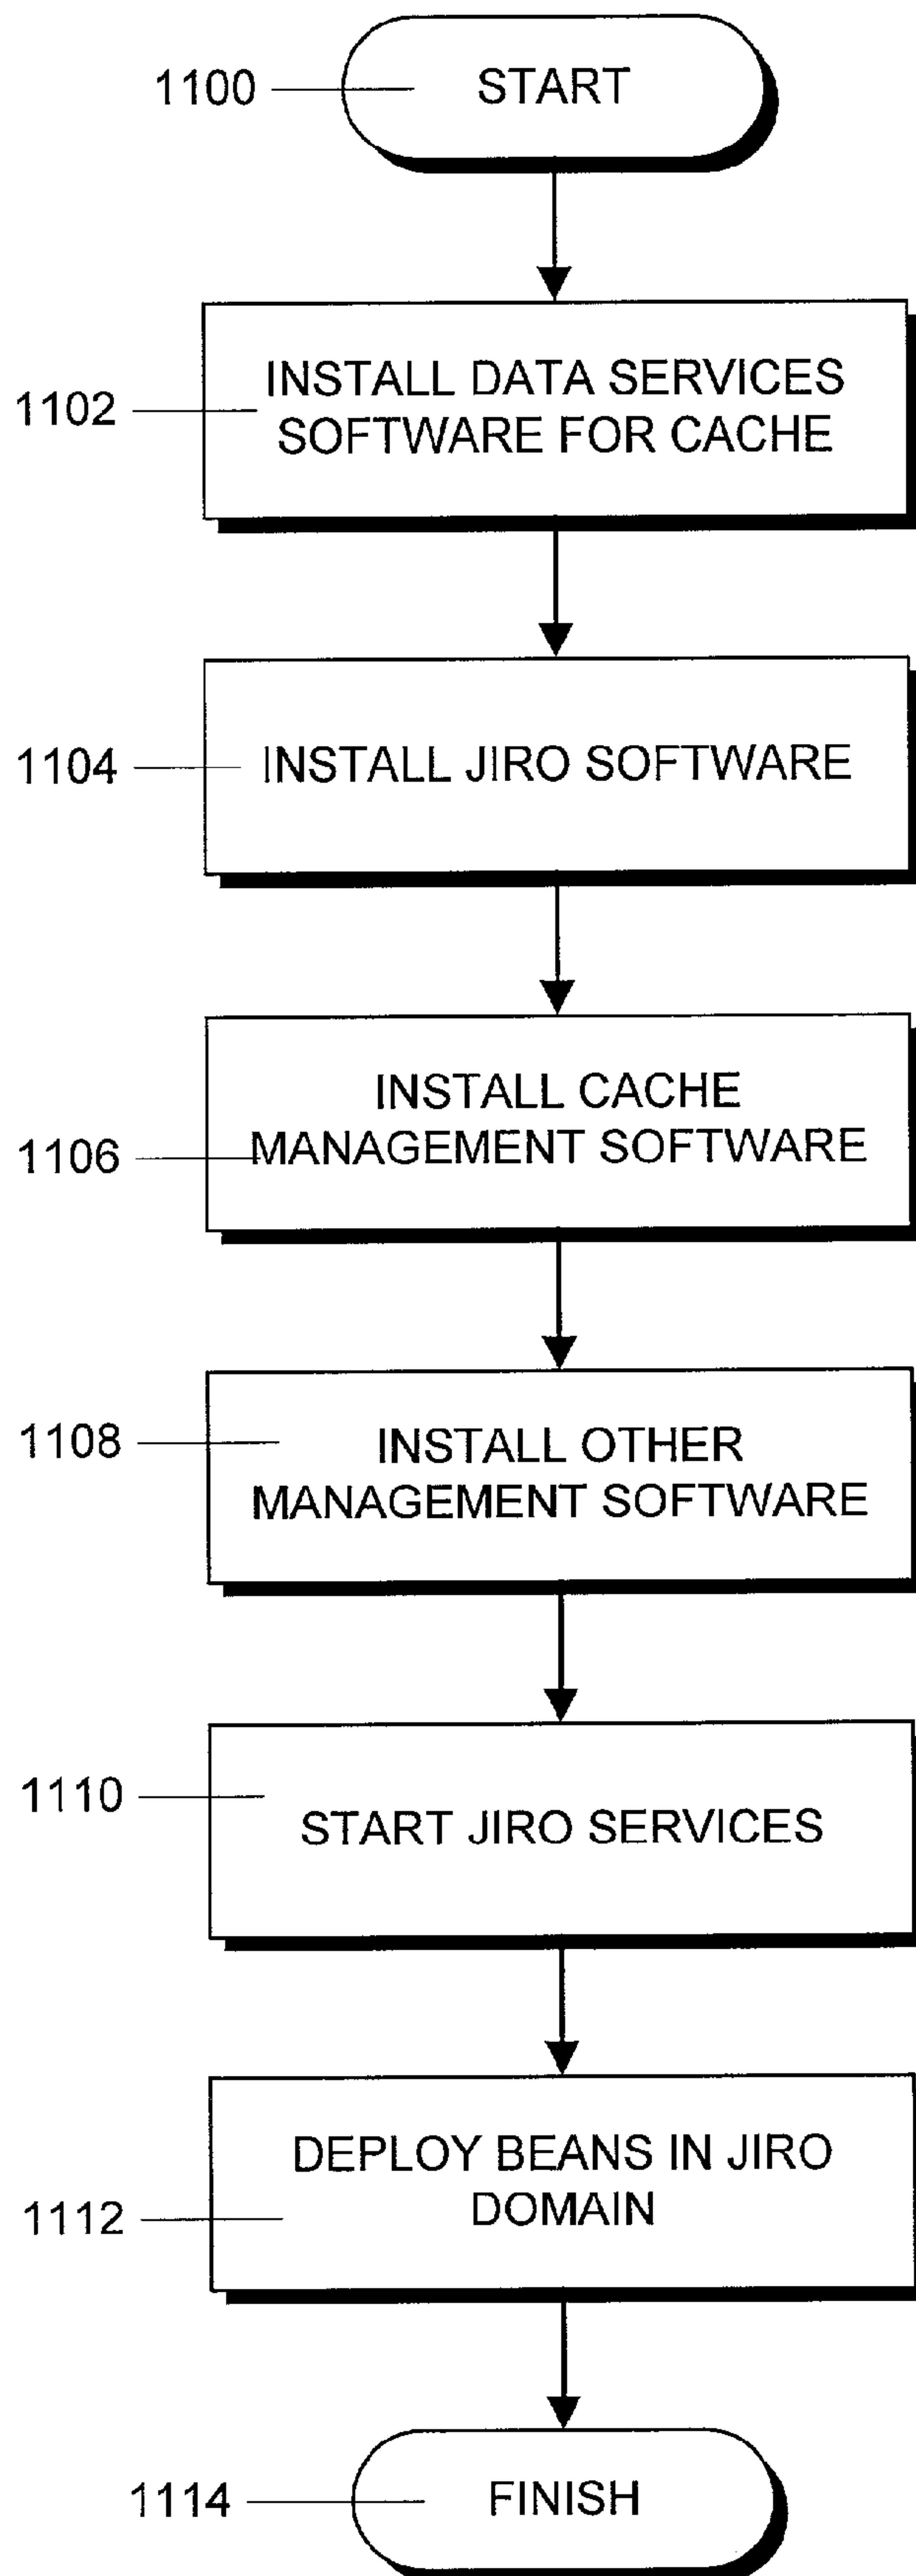 1100
START
1102
INSTALL DATA SERVICES
SOFTWARE FOR CACHE
1104
INSTALL JIRO SOFTWARE
1106
INSTALL CACHE
MANAGEMENT SOFTWARE
1108
INSTALL OTHER
MANAGEMENT SOFTWARE
1110
START JIRO SERVICES
1112
DEPLOY BEANS IN JIRO
DOMAIN
1114
FINISH